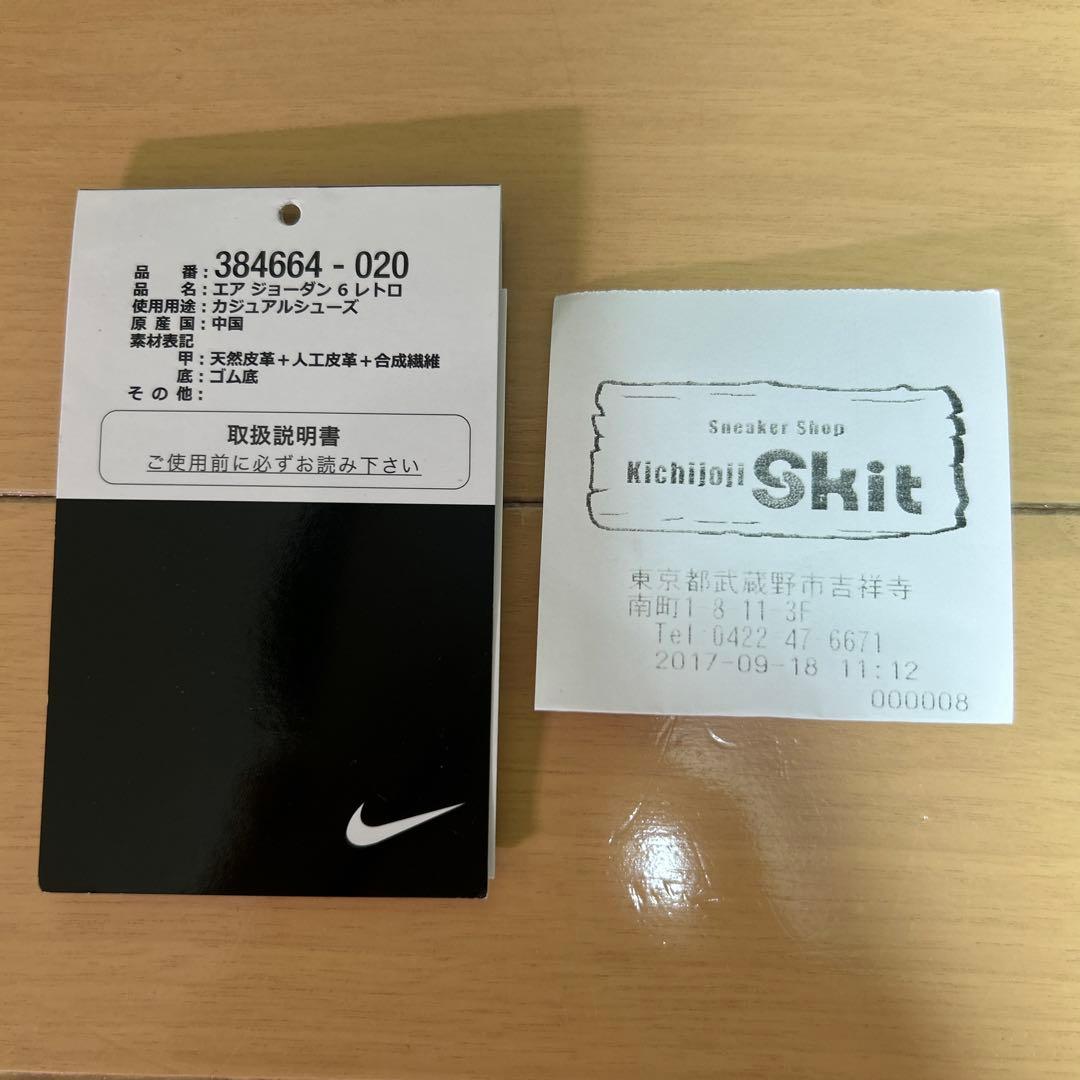 品 番：384664 - 020
品 名：エア ジョーダン 6 レトロ
使用用途：カジュアルシューズ
原 産 国：中国
素材表記
甲：天然皮革＋人工皮革＋合成繊維
底：ゴム底
そ の 他：
取扱説明書
ご使用前に必ずお読み下さい
Sneaker Shop
Kichijoji Skit
東京都武蔵野市吉祥寺
南町1-8-11-3F
Tel 0422-47-6671
2017-09-18 11:12
000008